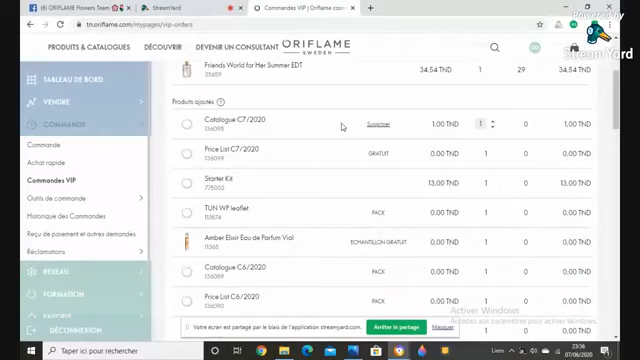 (6) ORIFLAME Flowers Team
StreamYard
Commandes VIP | Oriflame Cosm
tn.oriflame.com/mypages/vip-orders
Powered by
StreamYard
PRODUITS & CATALOGUES
DÉCOUVRIR
DEVENIR UN CONSULTANT
ORIFLAME
SWEDEN
TABLEAU DE BORD
VENDRE
COMMANDE
Commande
Achat rapide
Commandes VIP
Outils de commande
Historique des Commandes
Reçu de paiement et autres demandes
Réclamations
RÉSEAU
FORMATION
FAVORIS
DÉCONNEXION
Friends World for Her Summer EDT 34,54 TND 1 29 34,54 TND
35659
Produits ajoutés ?
Catalogue C7/2020 Supprimer 1,00 TND 1 0 1,00 TND
136098
Price List C7/2020 GRATUIT 0,00 TND 1 0 0,00 TND
136099
Starter Kit 13,00 TND 1 0 13,00 TND
775002
TUN WP leaflet PACK 0,00 TND 1 0 0,00 TND
113574
Amber Elixir Eau de Parfum Vial ECHANTILLON GRATUIT 0,00 TND 1 0 0,00 TND
11365
Catalogue C6/2020 PACK 0,00 TND 1 0 0,00 TND
136089
Price List C6/2020 PACK 0,00 TND 1 0 0,00 TND
136090
Activer Windows
Accédez aux paramètres pour activer Windows.
Votre écran est partagé par le biais de l'application streamyard.com.
Arrêter le partage
Masquer
Taper ici pour rechercher
Liens
23:56
07/06/2020